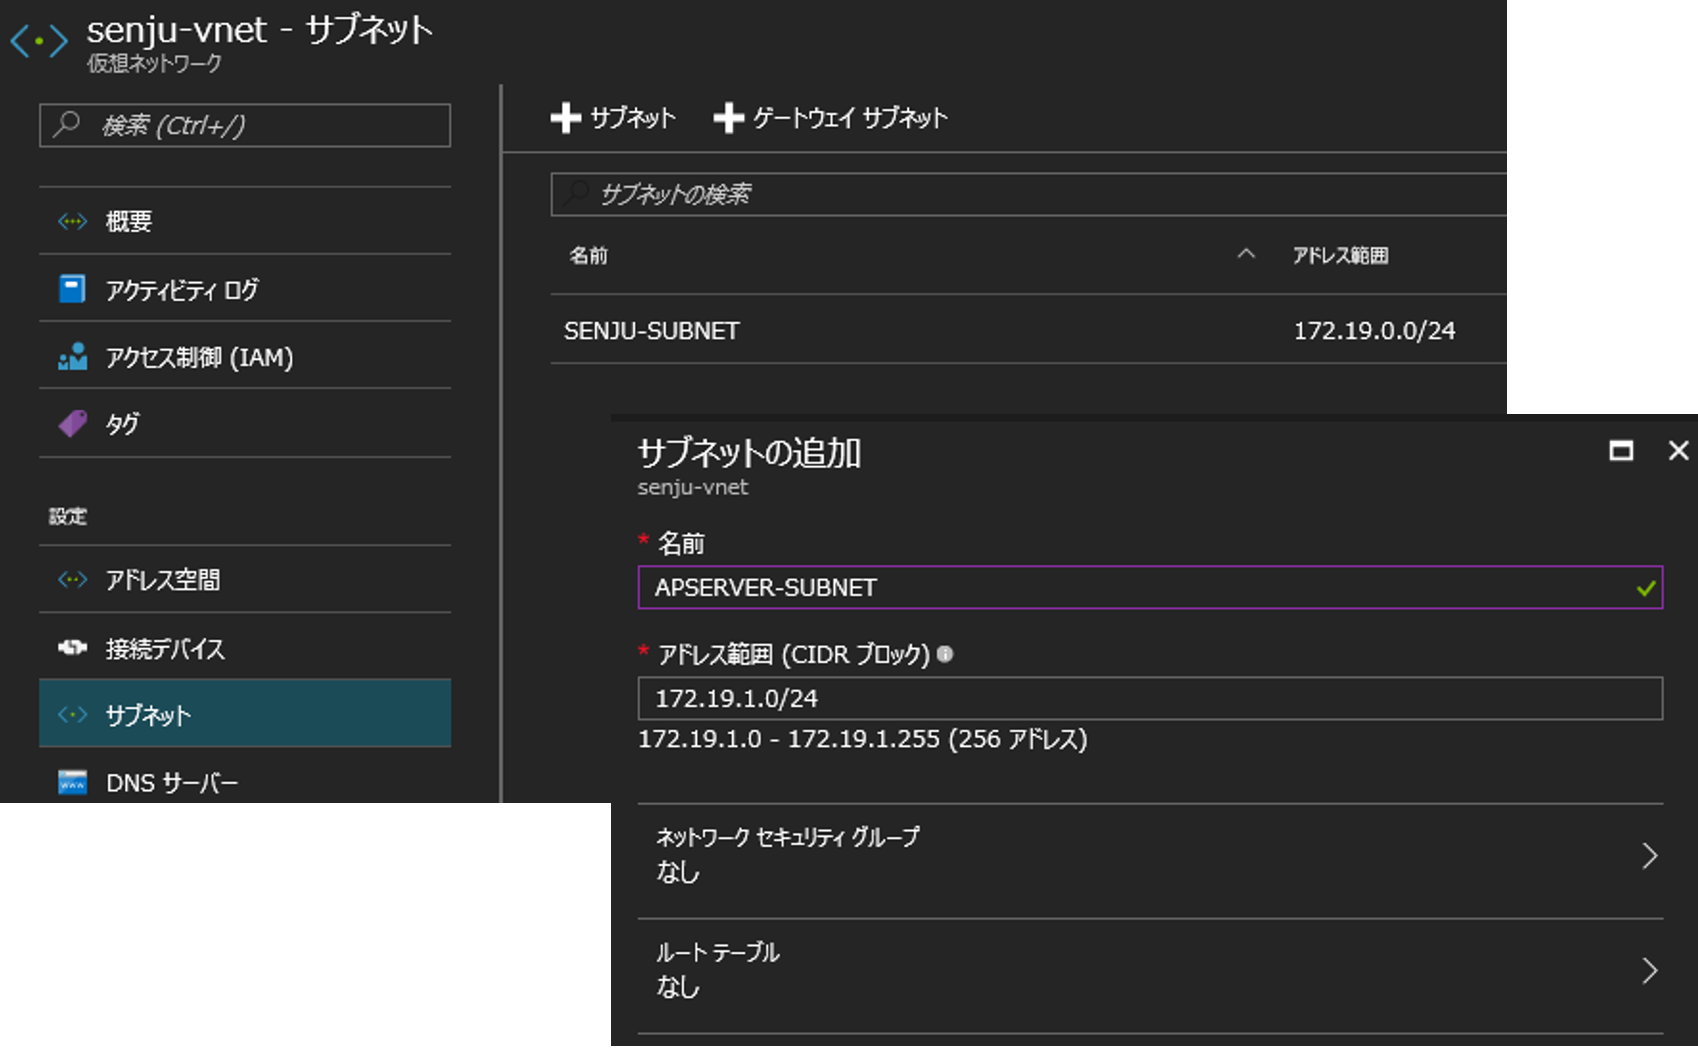 senju-vnet - サブネット
仮想ネットワーク
検索 (Ctrl+/)
概要
アクティビティ ログ
アクセス制御 (IAM)
タグ
設定
アドレス空間
接続デバイス
サブネット
DNS サーバー
サブネット ゲートウェイ サブネット
サブネットの検索
名前 アドレス範囲
SENJU-SUBNET 172.19.0.0/24
サブネットの追加
senju-vnet
* 名前
APSERVER-SUBNET
* アドレス範囲 (CIDR ブロック)
172.19.1.0/24
172.19.1.0 - 172.19.1.255 (256 アドレス)
ネットワーク セキュリティ グループ
なし
ルート テーブル
なし